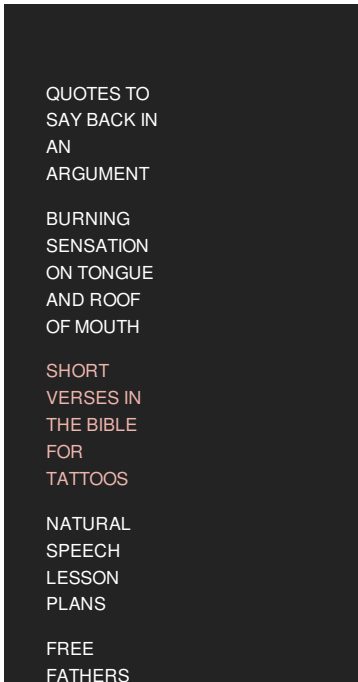 QUOTES TO
SAY BACK IN
AN
ARGUMENT
BURNING
SENSATION
ON TONGUE
AND ROOF
OF MOUTH
SHORT
VERSES IN
THE BIBLE
FOR
TATTOOS
NATURAL
SPEECH
LESSON
PLANS
FREE
FATHERS